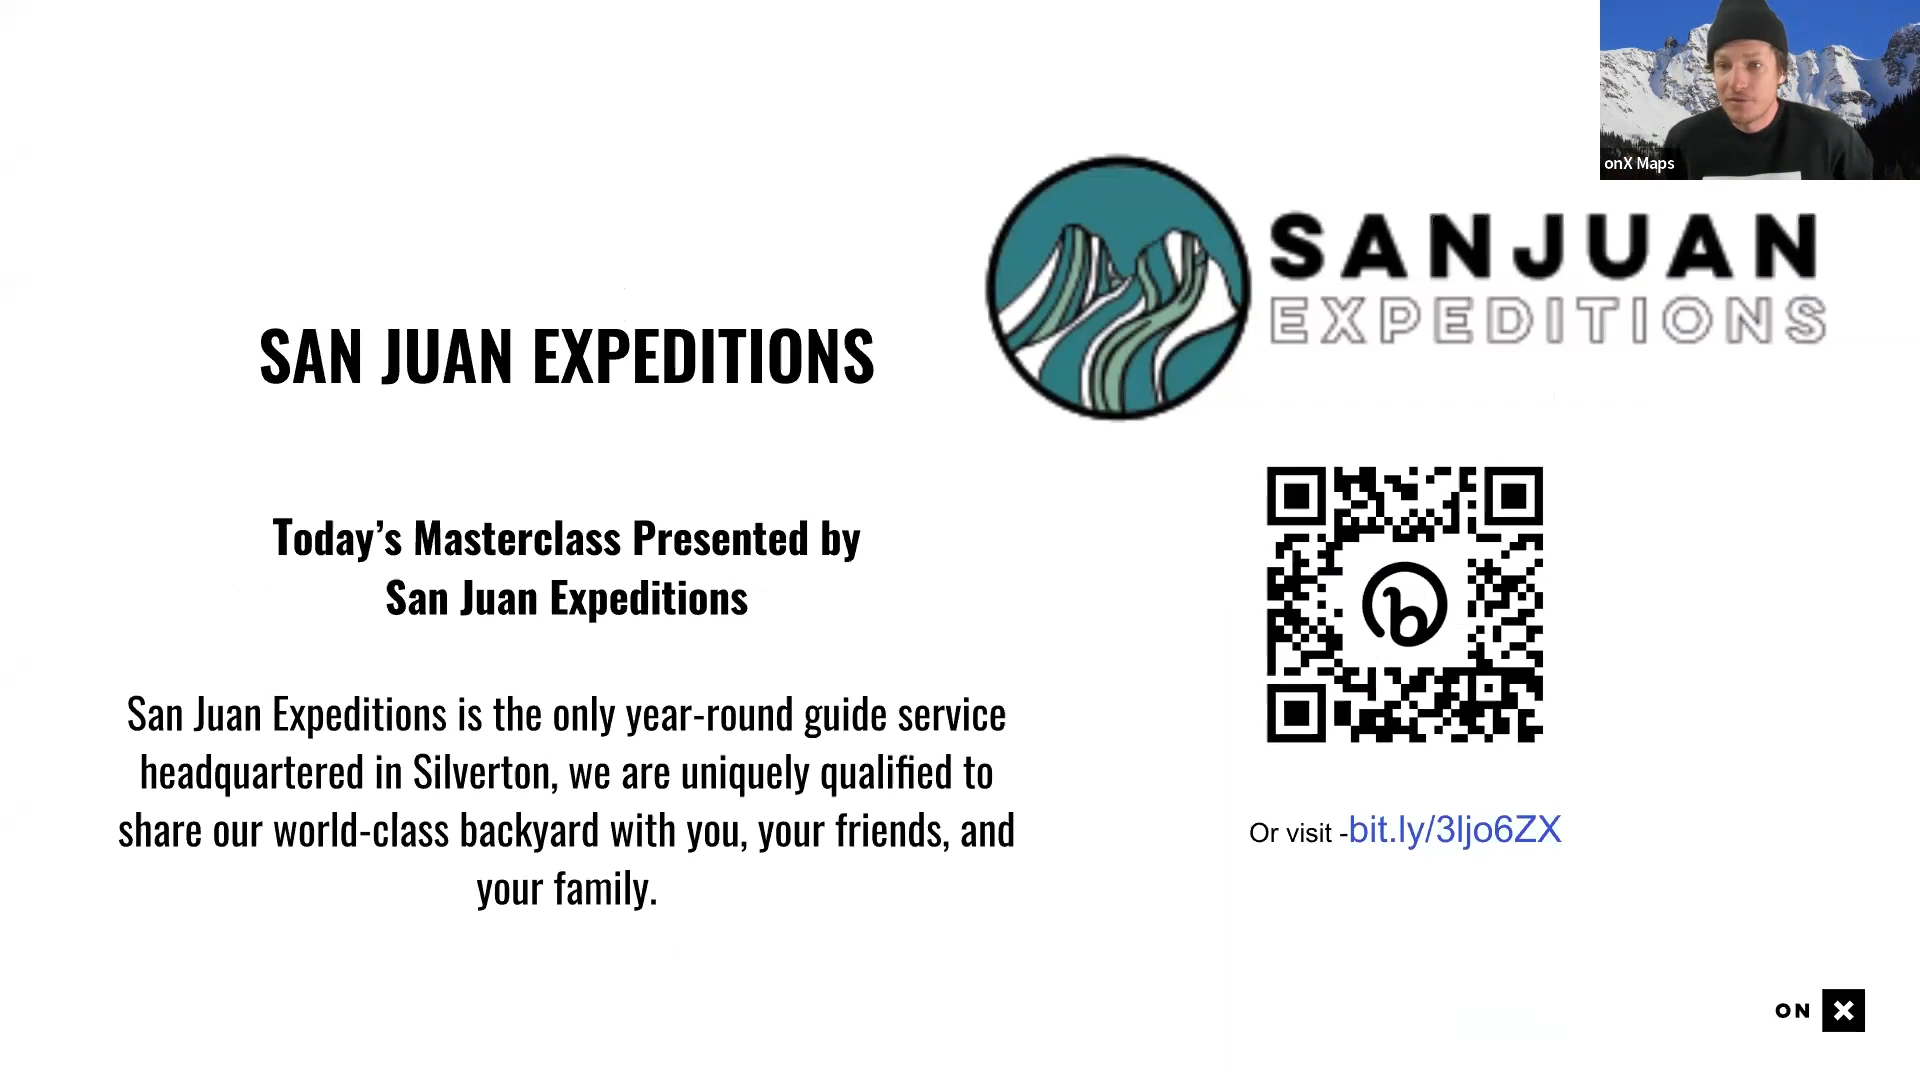 onX Maps
SANJUAN
EXPEDITIONS
SAN JUAN EXPEDITIONS
Today’s Masterclass Presented by
San Juan Expeditions
San Juan Expeditions is the only year-round guide service
headquartered in Silverton, we are uniquely qualified to
share our world-class backyard with you, your friends, and
your family.
b
Or visit -bit.ly/3ljo6ZX
ON X